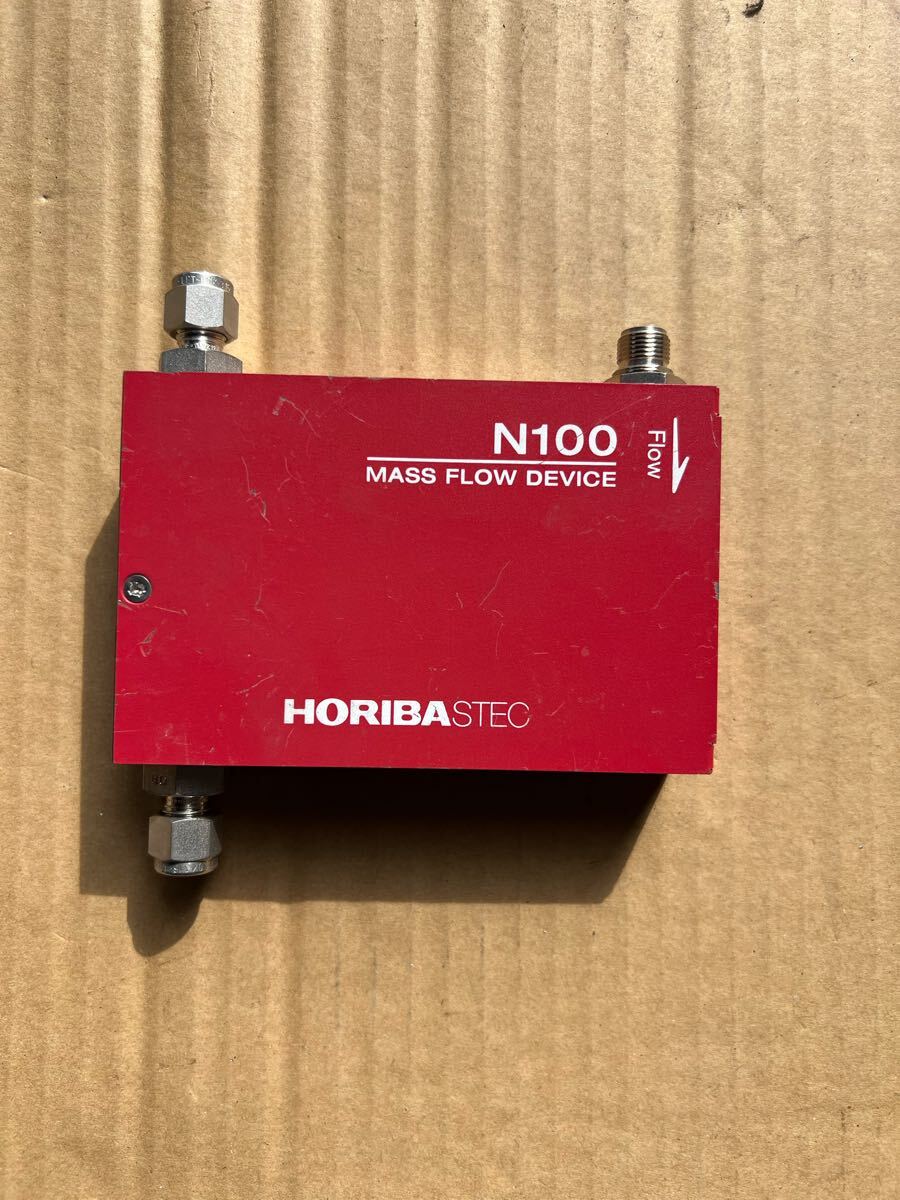 N100
MASS FLOW DEVICE
Flow
HORIBASTEC